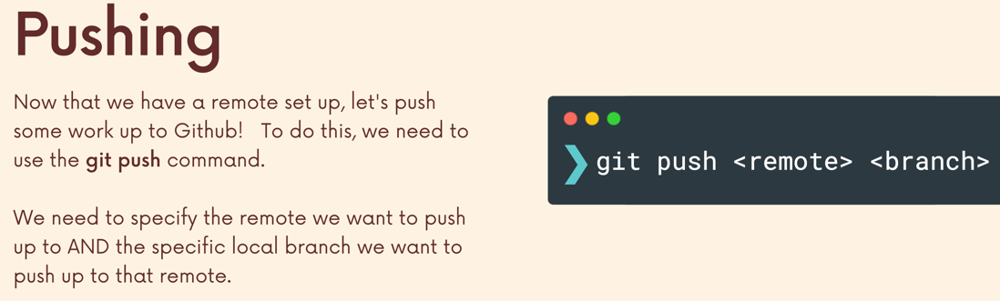 Pushing
Now that we have a remote set up, let's push
some work up to Github!   To do this, we need to
use the git push command.
We need to specify the remote we want to push
up to AND the specific local branch we want to
push up to that remote.
❯ git push <remote> <branch>